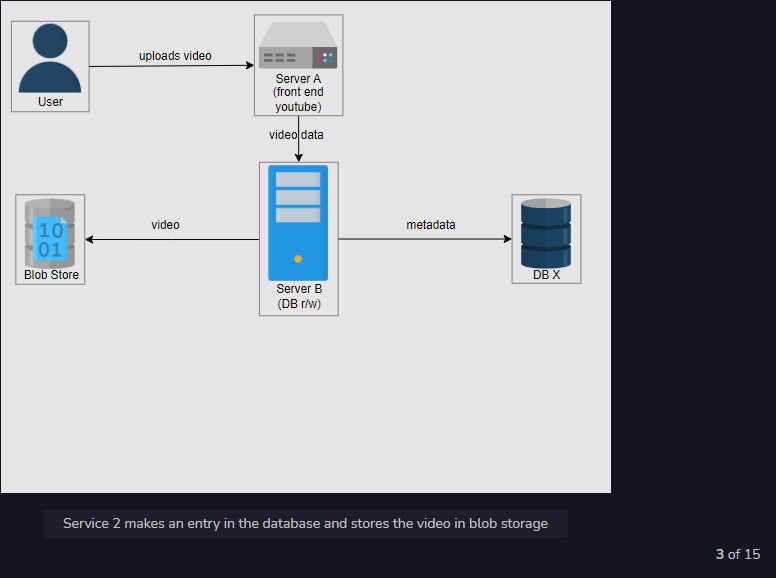 uploads video
User
Server A
(front end
youtube)
video data
10
01
Blob Store
video
metadata
Server B
(DB r/w)
DB X
Service 2 makes an entry in the database and stores the video in blob storage
3 of 15